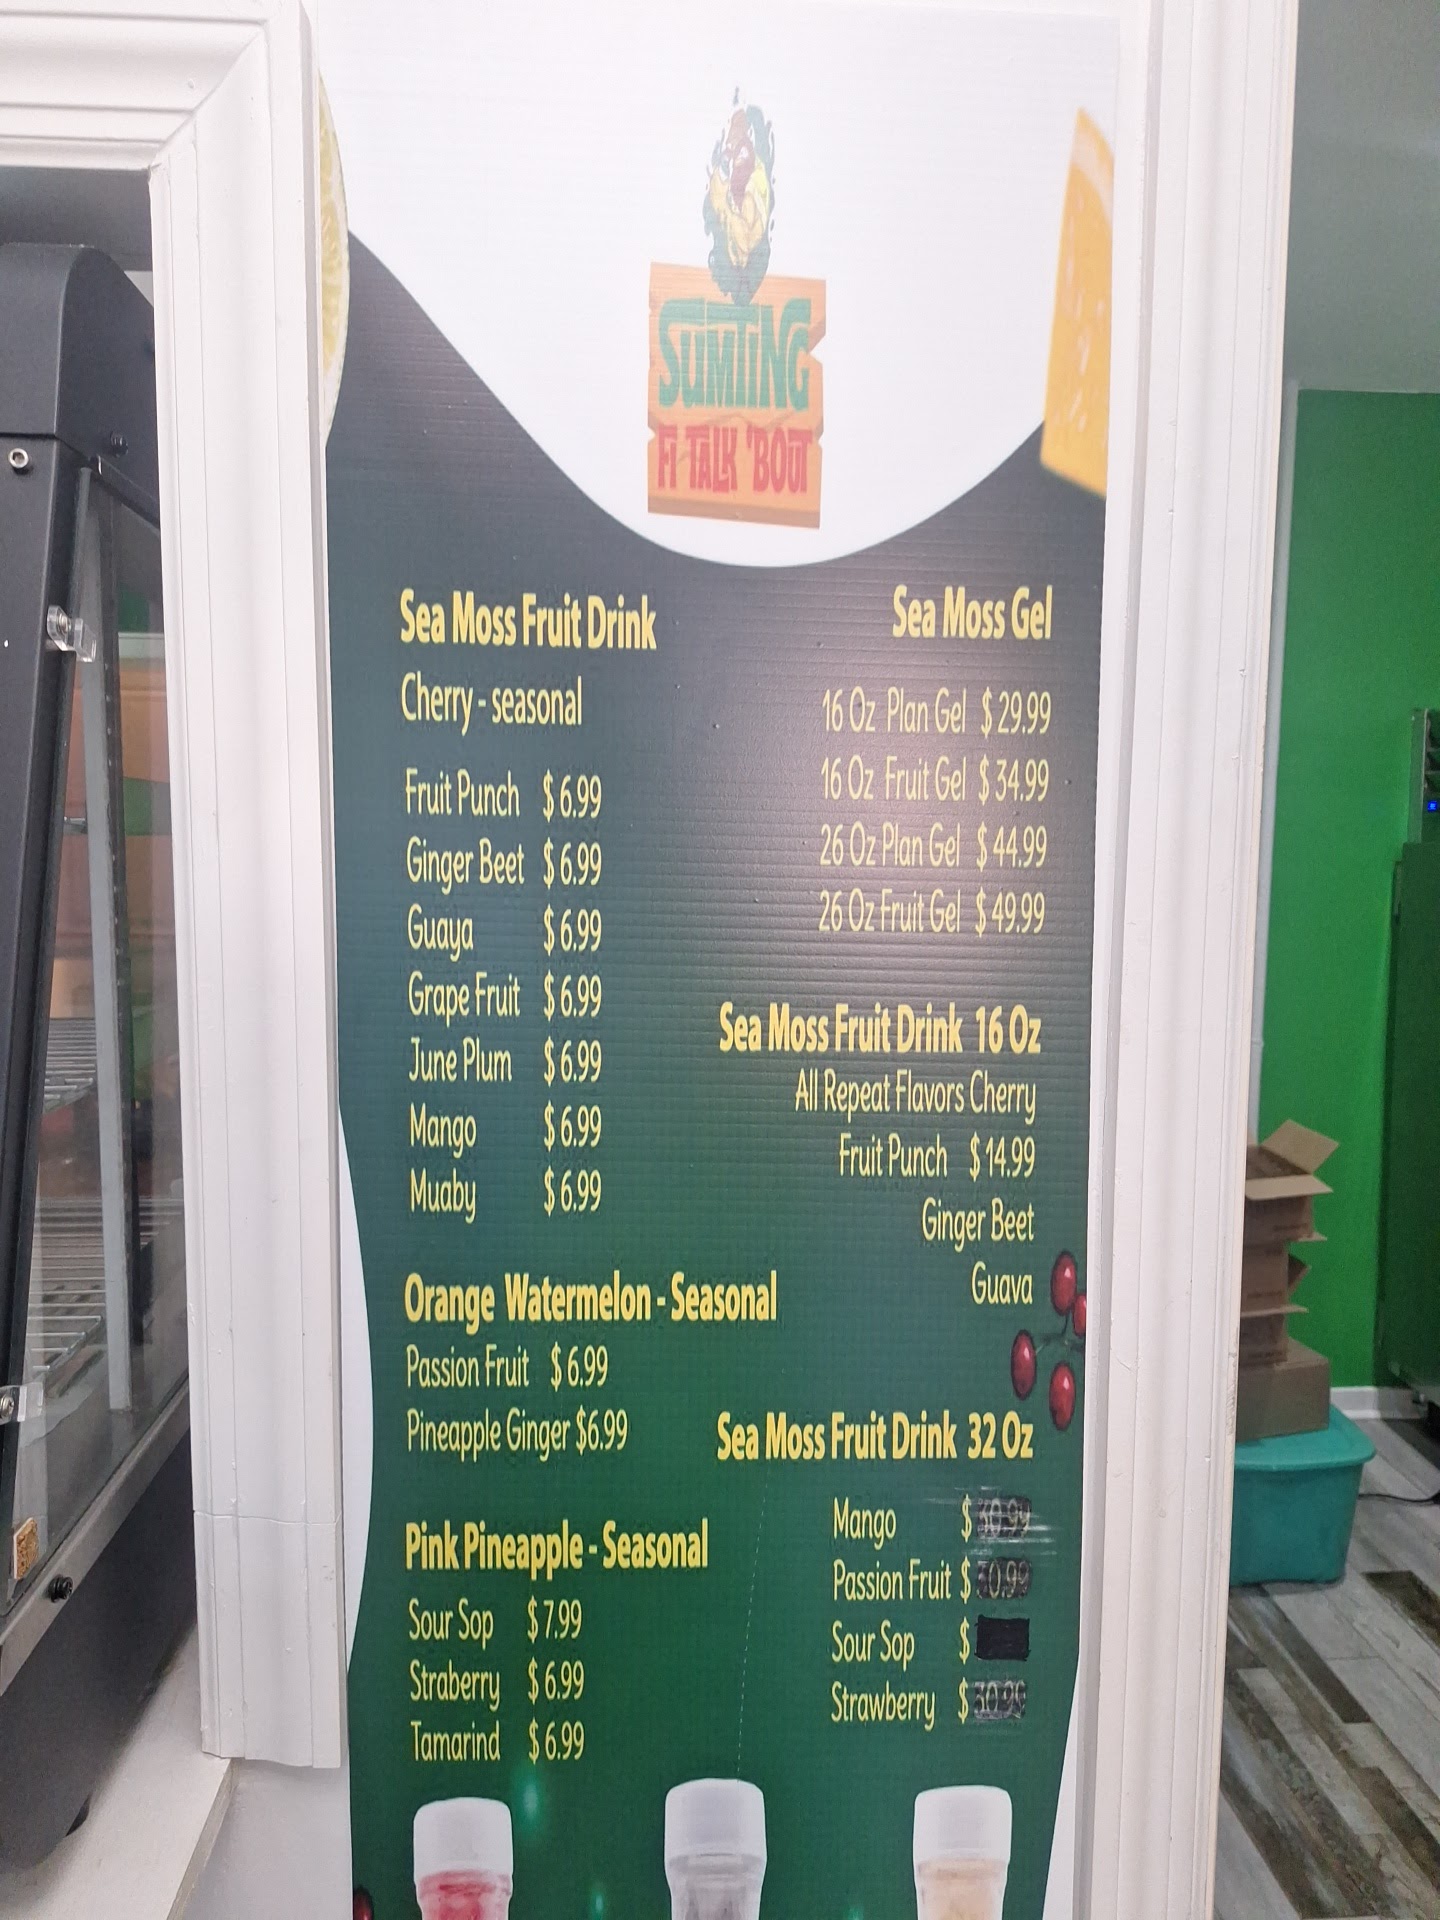 SUMTING
FI TALK 'BOUT
Sea Moss Fruit Drink
Cherry - seasonal
Fruit Punch $ 6.99
Ginger Beet $ 6.99
Guaya $ 6.99
Grape Fruit $ 6.99
June Plum $ 6.99
Mango $ 6.99
Muaby $ 6.99
Orange Watermelon - Seasonal
Passion Fruit $ 6.99
Pineapple Ginger $6.99
Pink Pineapple - Seasonal
Sour Sop $ 7.99
Straberry $ 6.99
Tamarind $ 6.99
Sea Moss Gel
16 Oz Plan Gel $ 29.99
16 Oz Fruit Gel $ 34.99
26 Oz Plan Gel $ 44.99
26 Oz Fruit Gel $ 49.99
Sea Moss Fruit Drink 16 Oz
All Repeat Flavors Cherry
Fruit Punch $ 14.99
Ginger Beet
Guava
Sea Moss Fruit Drink 32 Oz
Mango $
Passion Fruit $
Sour Sop $
Strawberry $